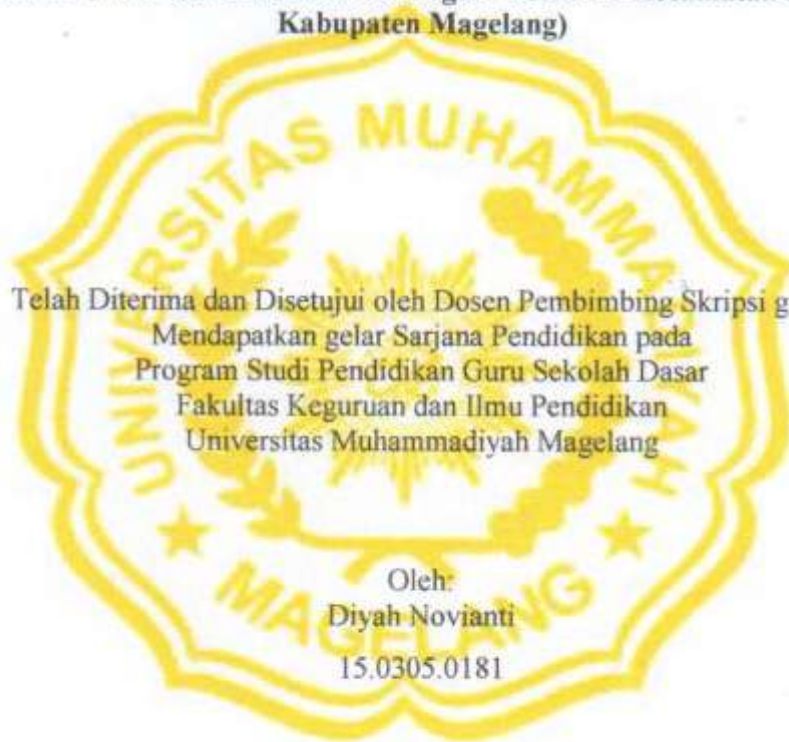 Kabupaten Magelang)
UNIVERSITAS MUHAMMADIYAH
Telah Diterima dan Disetujui oleh Dosen Pembimbing Skripsi g
Mendapatkan gelar Sarjana Pendidikan pada
Program Studi Pendidikan Guru Sekolah Dasar
Fakultas Keguruan dan Ilmu Pendidikan
Universitas Muhammadiyah Magelang
Oleh:
Diyah Novianti
MAGELANG
15.0305.0181